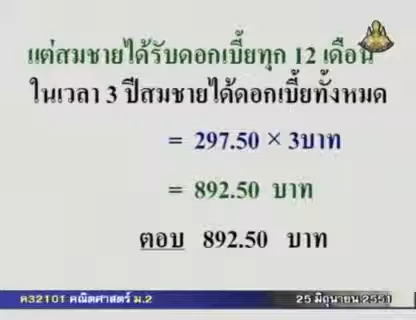 แต่สมชายได้รับดอกเบี้ยทุก 12 เดือน
ในเวลา 3 ปีสมชายได้ดอกเบี้ยทั้งหมด
= 297.50 × 3บาท
= 892.50 บาท
ตอบ 892.50 บาท
ค32101 คณิตศาสตร์ ม.2 25 มิถุนายน 2551